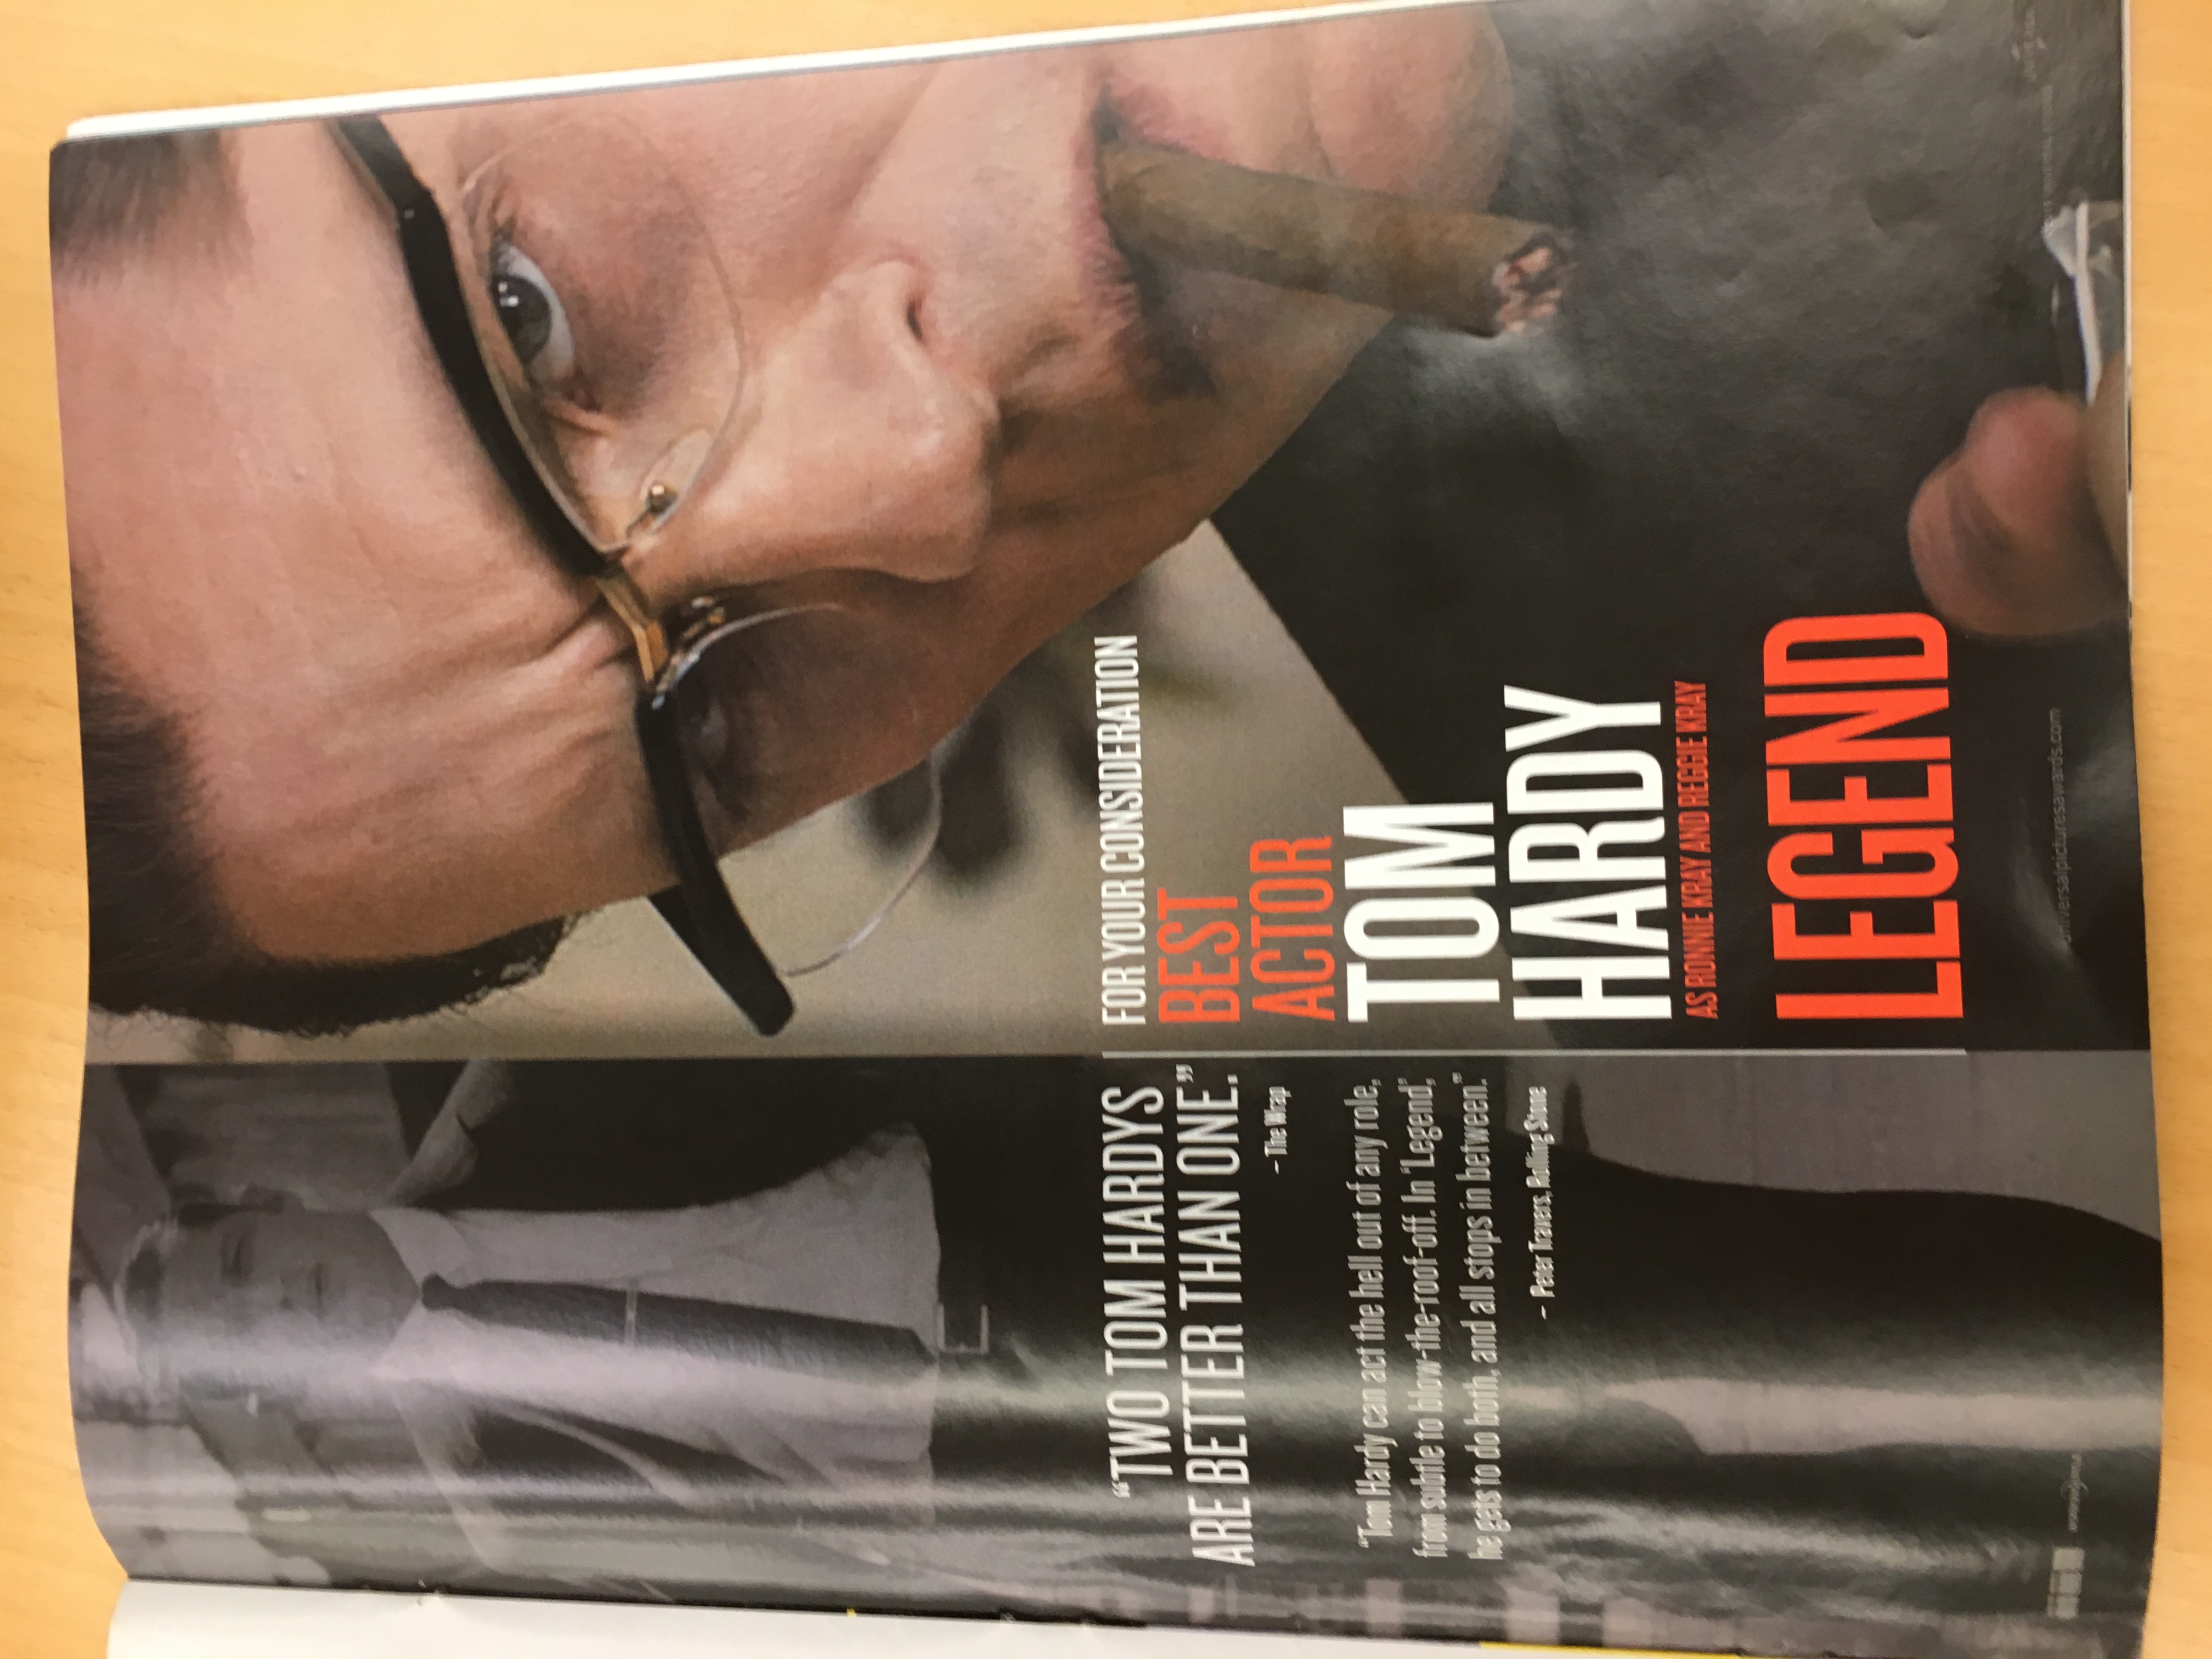 “TWO TOM HARDYS
ARE BETTER THAN ONE.”
– The Wrap
“Tom Hardy can act the hell out of any role,
from subtle to blow-the-roof-off. In ‘Legend,’
he gets to do both, and all stops in between.”
– Peter Travers, Rolling Stone
FOR YOUR CONSIDERATION
BEST
ACTOR
TOM
HARDY
AS RONNIE KRAY AND REGGIE KRAY
LEGEND
universalpicturesawards.com
UNIVERSAL STUDIOS